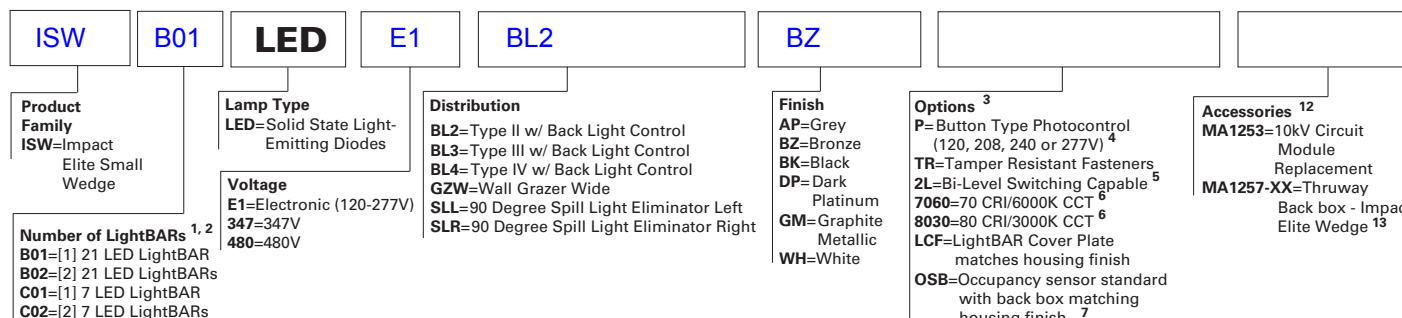 ISW B01 LED E1 BL2 BZ
Product
Family
ISW=Impact
Elite Small
Wedge
Number of LightBARs 1, 2
B01=[1] 21 LED LightBAR
B02=[2] 21 LED LightBARs
C01=[1] 7 LED LightBAR
C02=[2] 7 LED LightBARs
Lamp Type
LED=Solid State Light-
Emitting Diodes
Voltage
E1=Electronic (120-277V)
347=347V
480=480V
Distribution
BL2=Type II w/ Back Light Control
BL3=Type III w/ Back Light Control
BL4=Type IV w/ Back Light Control
GZW=Wall Grazer Wide
SLL=90 Degree Spill Light Eliminator Left
SLR=90 Degree Spill Light Eliminator Right
Finish
AP=Grey
BZ=Bronze
BK=Black
DP=Dark
Platinum
GM=Graphite
Metallic
WH=White
Options 3
P=Button Type Photocontrol
(120, 208, 240 or 277V) 4
TR=Tamper Resistant Fasteners
2L=Bi-Level Switching Capable 5
7060=70 CRI/6000K CCT 6
8030=80 CRI/3000K CCT 6
LCF=LightBAR Cover Plate
matches housing finish
OSB=Occupancy sensor standard
with back box matching
housing finish 7
Accessories 12
MA1253=10kV Circuit
Module
Replacement
MA1257-XX=Thruway
Back box - Impac
Elite Wedge 13